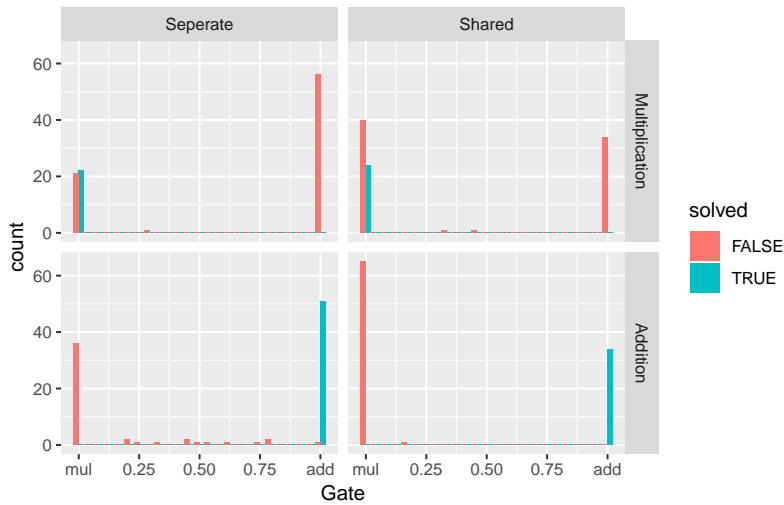 Seperate Shared
60
40
20
0
Multiplication
60
40
20
0
Addition
count
mul 0.25 0.50 0.75 add mul 0.25 0.50 0.75 add
Gate
solved
FALSE
TRUE